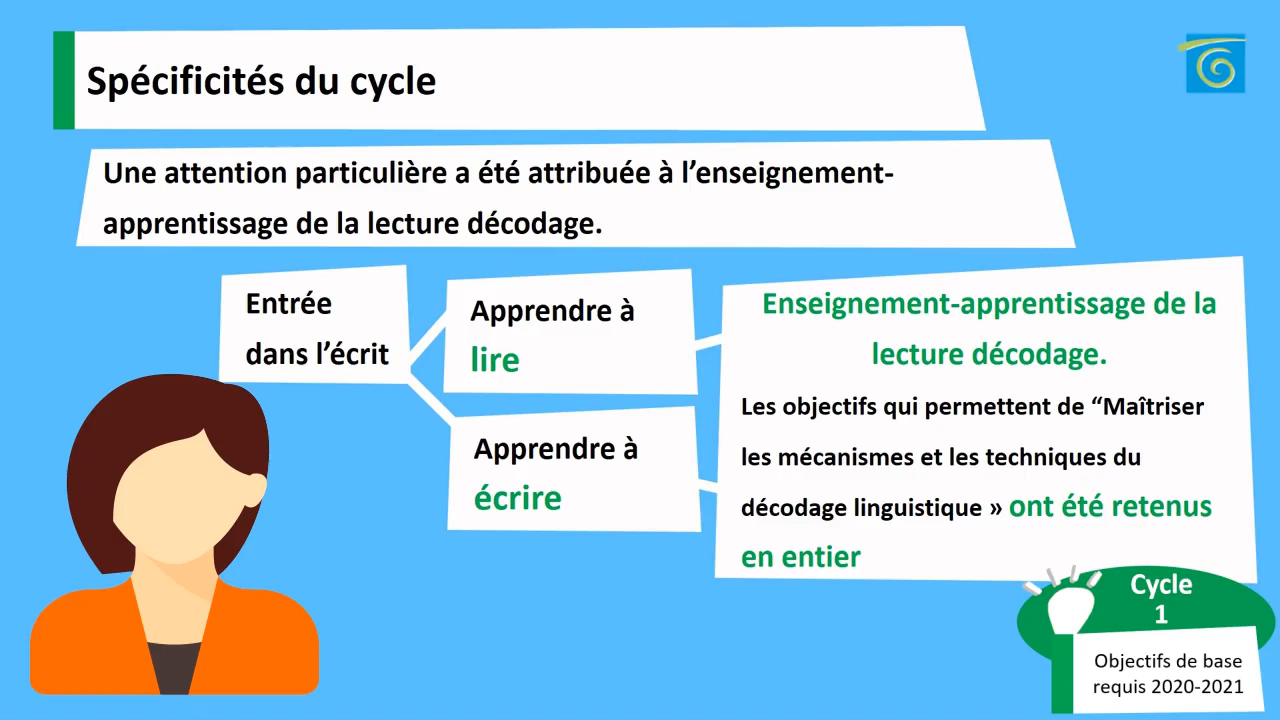 Spécificités du cycle
Une attention particulière a été attribuée à l’enseignement-
apprentissage de la lecture décodage.
Entrée
dans l’écrit
Apprendre à
lire
Apprendre à
écrire
Enseignement-apprentissage de la
lecture décodage.
Les objectifs qui permettent de “Maîtriser
les mécanismes et les techniques du
décodage linguistique » ont été retenus
en entier
Cycle
1
Objectifs de base
requis 2020-2021